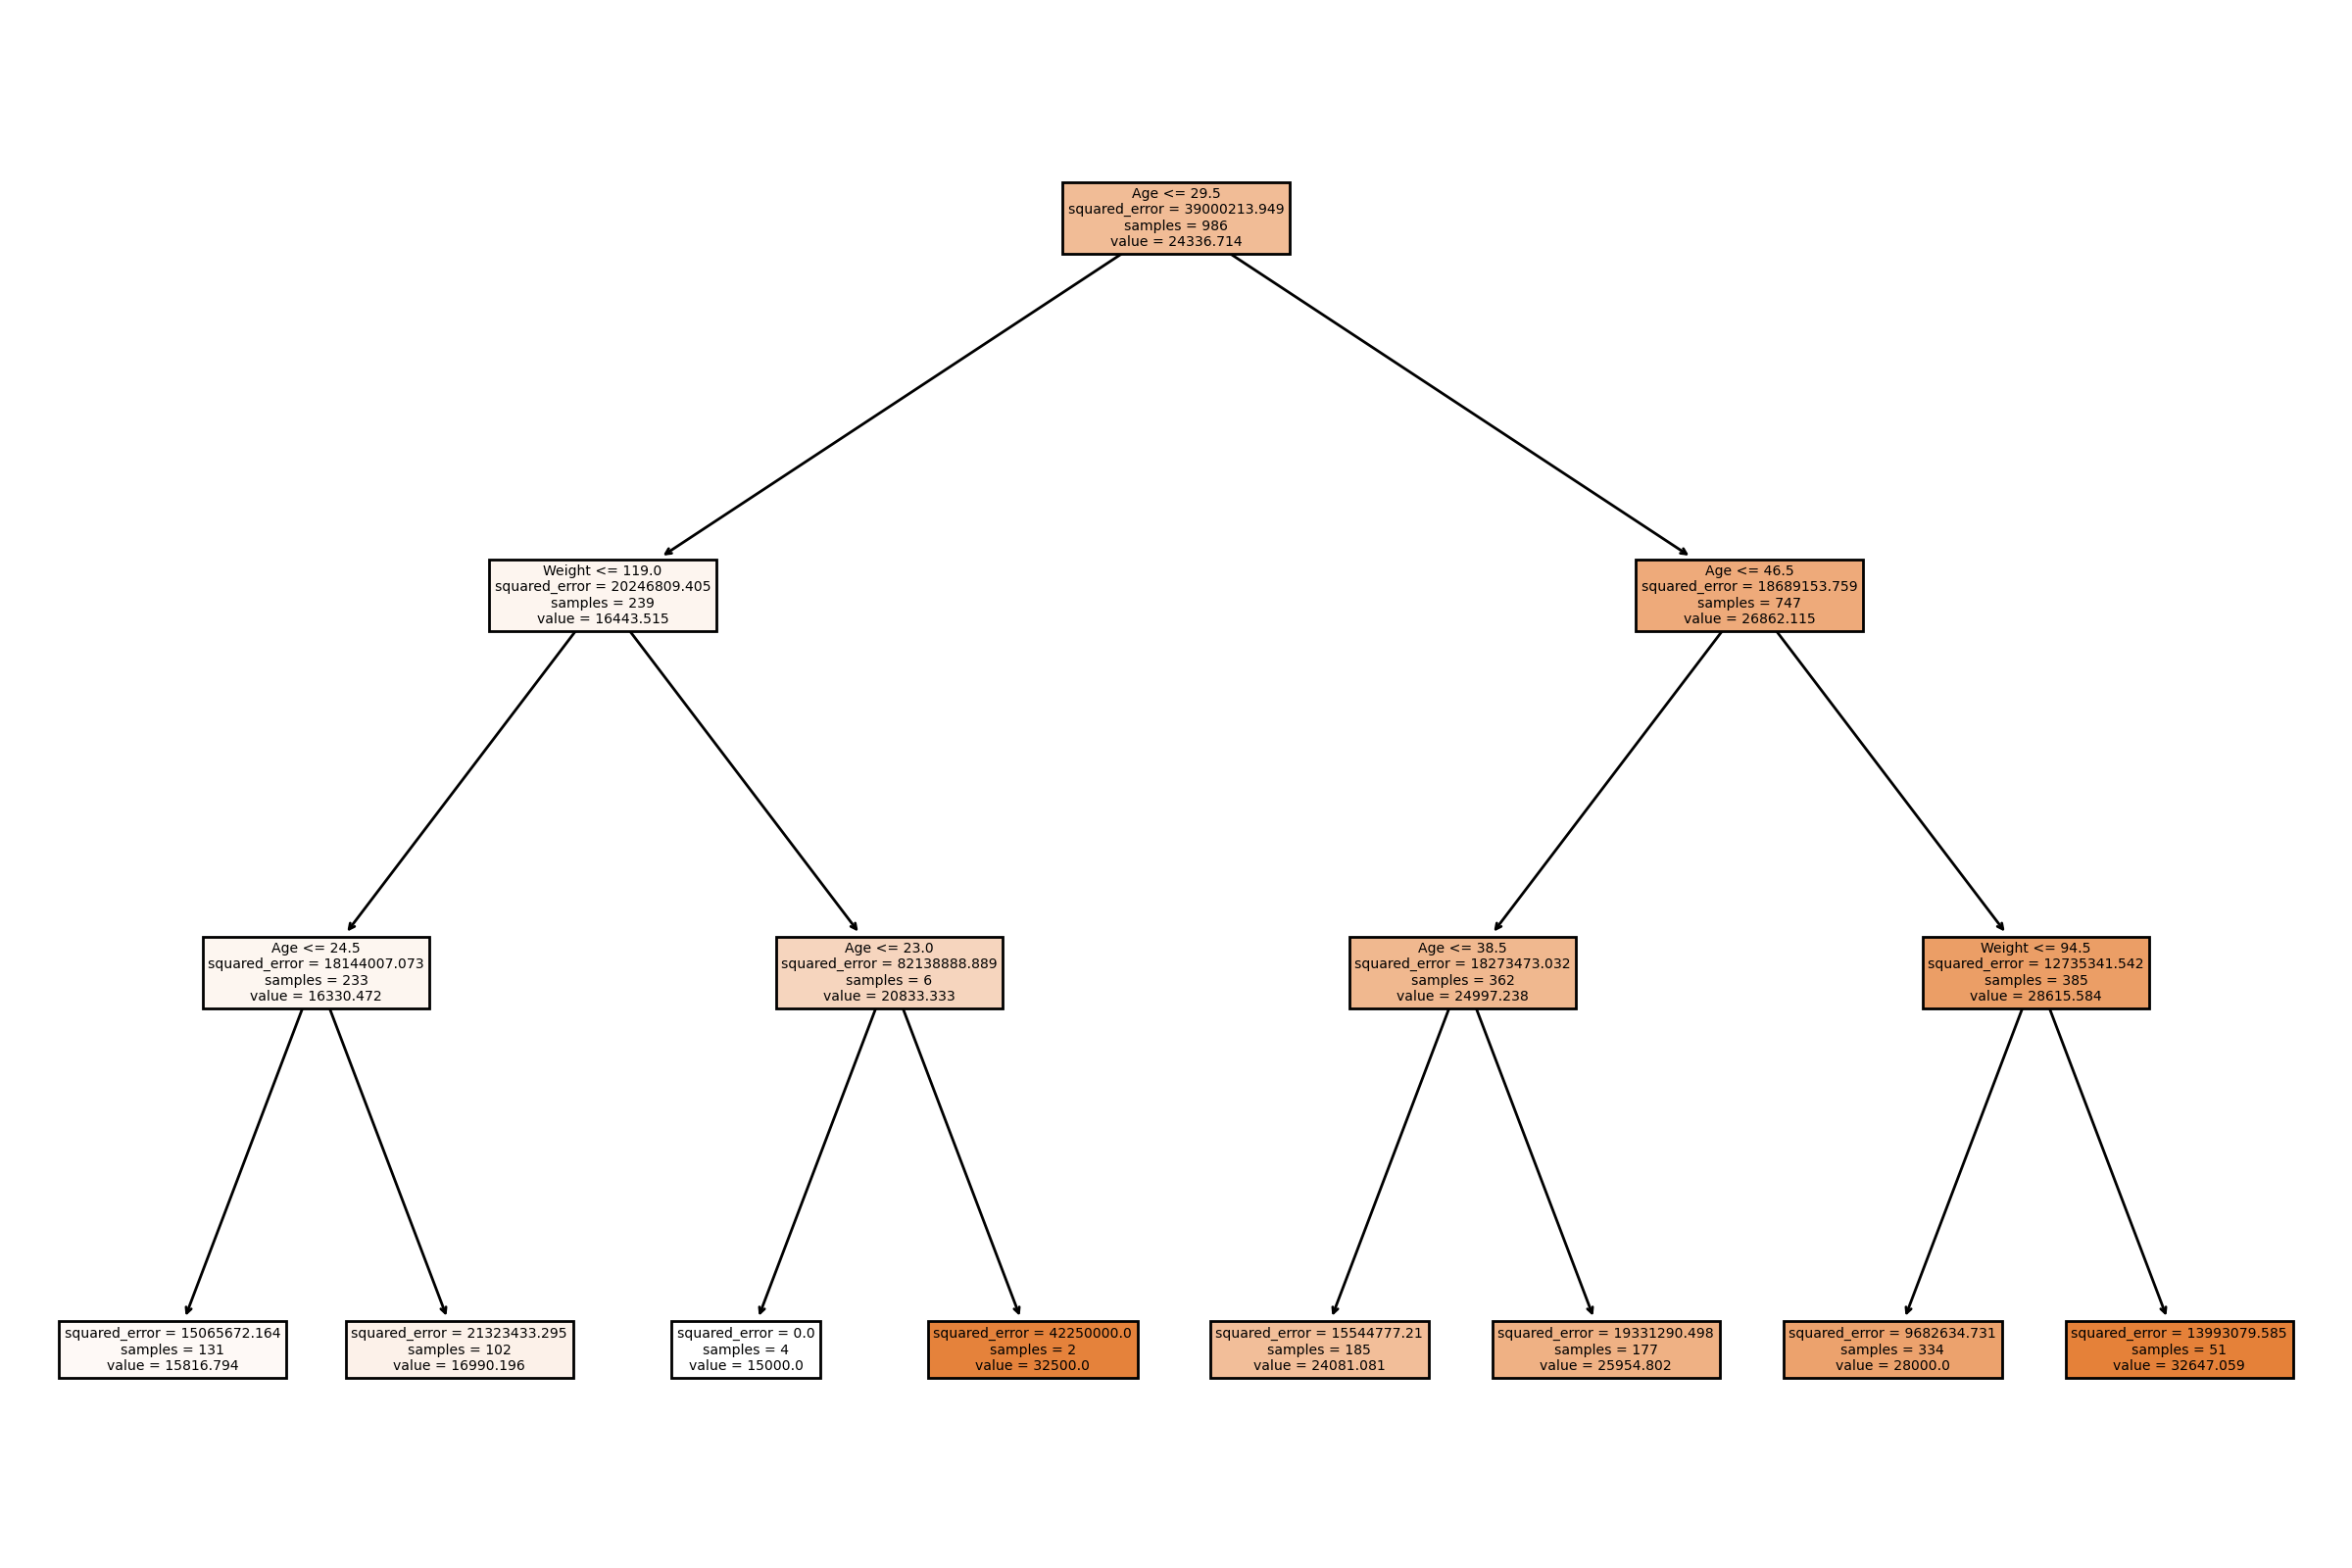 Age <= 29.5
squared_error = 39000213.949
samples = 986
value = 24336.714
Weight <= 119.0
squared_error = 20246809.405
samples = 239
value = 16443.515
Age <= 46.5
squared_error = 18689153.759
samples = 747
value = 26862.115
Age <= 24.5
squared_error = 18144007.073
samples = 233
value = 16330.472
Age <= 23.0
squared_error = 82138888.889
samples = 6
value = 20833.333
Age <= 38.5
squared_error = 18273473.032
samples = 362
value = 24997.238
Weight <= 94.5
squared_error = 12735341.542
samples = 385
value = 28615.584
squared_error = 15065672.164
samples = 131
value = 15816.794
squared_error = 21323433.295
samples = 102
value = 16990.196
squared_error = 0.0
samples = 4
value = 15000.0
squared_error = 42250000.0
samples = 2
value = 32500.0
squared_error = 15544777.21
samples = 185
value = 24081.081
squared_error = 19331290.498
samples = 177
value = 25954.802
squared_error = 9682634.731
samples = 334
value = 28000.0
squared_error = 13993079.585
samples = 51
value = 32647.059